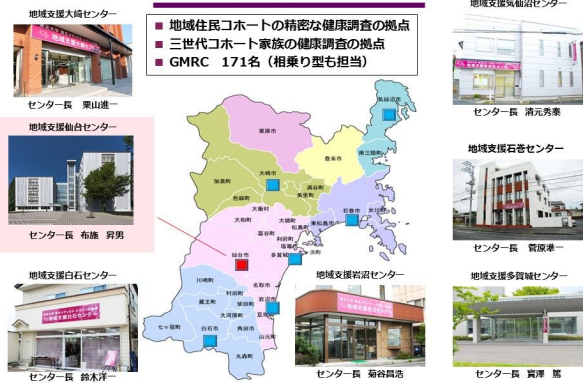 地域支援大崎センター
センター長　栗山進一
地域支援仙台センター
センター長　布施　昇男
地域支援白石センター
センター長　鈴木洋一
■ 地域住民コホートの精密な健康調査の拠点
■ 三世代コホート家族の健康調査の拠点
■ GMRC　171名（相乗り型も担当）
気仙沼市
栗原市
南三陸町
登米市
大崎市
加美町
涌谷町
美里町
色麻町
石巻市
女川町
大衡村
大和町
大郷町
東松島市
松島町
富谷町
利府町
塩竈市
多賀城市
仙台市
名取市
川崎町
村田町
岩沼市
蔵王町
柴田町
亘理町
大河原町
七ヶ宿町
白石市
角田市
山元町
丸森町
地域支援岩沼センター
センター長　菊谷昌浩
地域支援気仙沼センター
センター長　清元秀泰
地域支援石巻センター
センター長　菅原準一
地域支援多賀城センター
センター長　寳澤　篤